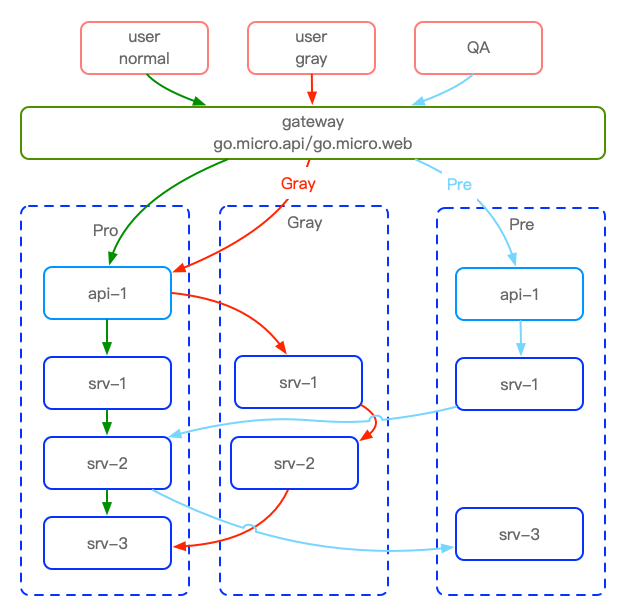 user
normal
user
gray
QA
gateway
go.micro.api/go.micro.web
Gray
Pre
Pro
Gray
Pre
api-1
api-1
srv-1
srv-1
srv-1
srv-2
srv-2
srv-3
srv-3